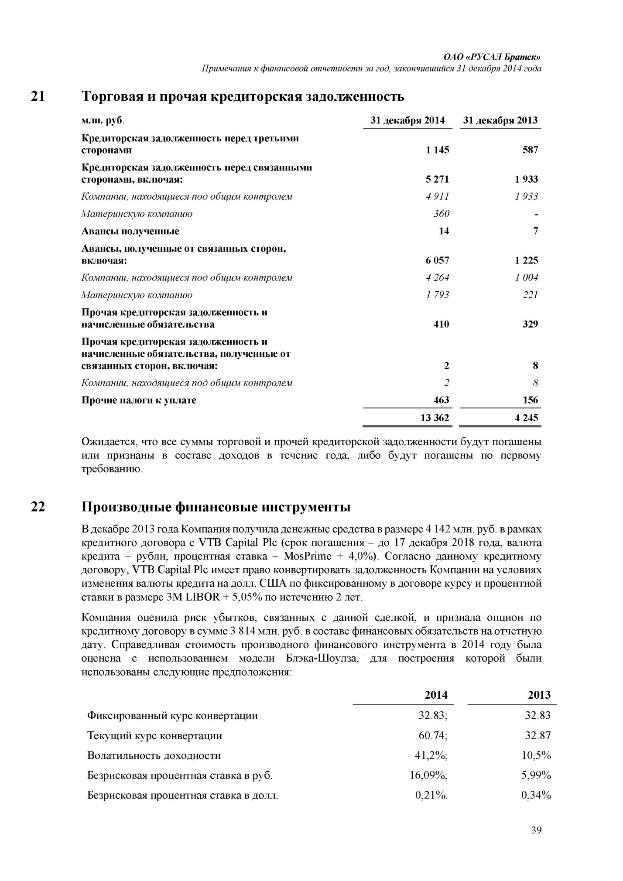 ОАО «РУСАЛ Братск»
Примечания к финансовой отчетности за год, закончившийся 31 декабря 2014 года
21 Торговая и прочая кредиторская задолженность
млн. руб. 31 декабря 2014 31 декабря 2013
Кредиторская задолженность перед третьими
сторонами 1 145 587
Кредиторская задолженность перед связанными
сторонами, включая: 5 271 1 933
Компании, находящиеся под общим контролем 4 911 1 933
Материнскую компанию 360 -
Авансы полученные 14 7
Авансы, полученные от связанных сторон,
включая: 6 057 1 225
Компании, находящиеся под общим контролем 4 264 1 004
Материнскую компанию 1 793 221
Прочая кредиторская задолженность и
начисленные обязательства 410 329
Прочая кредиторская задолженность и
начисленные обязательства, полученные от
связанных сторон, включая: 2 8
Компании, находящиеся под общим контролем 2 8
Прочие налоги к уплате 463 156
13 362 4 245
Ожидается, что все суммы торговой и прочей кредиторской задолженности будут погашены
или признаны в составе доходов в течение года, либо будут погашены по первому
требованию.
22 Производные финансовые инструменты
В декабре 2013 года Компания получила денежные средства в размере 4 142 млн. руб. в рамках
кредитного договора с VTB Capital Plc (срок погашения – до 17 декабря 2018 года, валюта
кредита – рубли, процентная ставка – MosPrime + 4,0%). Согласно данному кредитному
договору, VTB Capital Plc имеет право конвертировать задолженность Компании на условиях
изменения валюты кредита на долл. США по фиксированному в договоре курсу и процентной
ставки в размере 3M LIBOR + 5,05% по истечению 2 лет.
Компания оценила риск убытков, связанных с данной сделкой, и признала опцион по
кредитному договору в сумме 3 814 млн. руб. в составе финансовых обязательств на отчетную
дату. Справедливая стоимость производного финансового инструмента в 2014 году была
оценена с использованием модели Блэка-Шоулза, для построения которой были
использованы следующие предположения:
2014 2013
Фиксированный курс конвертации 32.83; 32.83
Текущий курс конвертации 60.74; 32.87
Волатильность доходности 41,2%; 10,5%
Безрисковая процентная ставка в руб. 16,09%; 5,99%
Безрисковая процентная ставка в долл. 0,21%. 0,34%
39